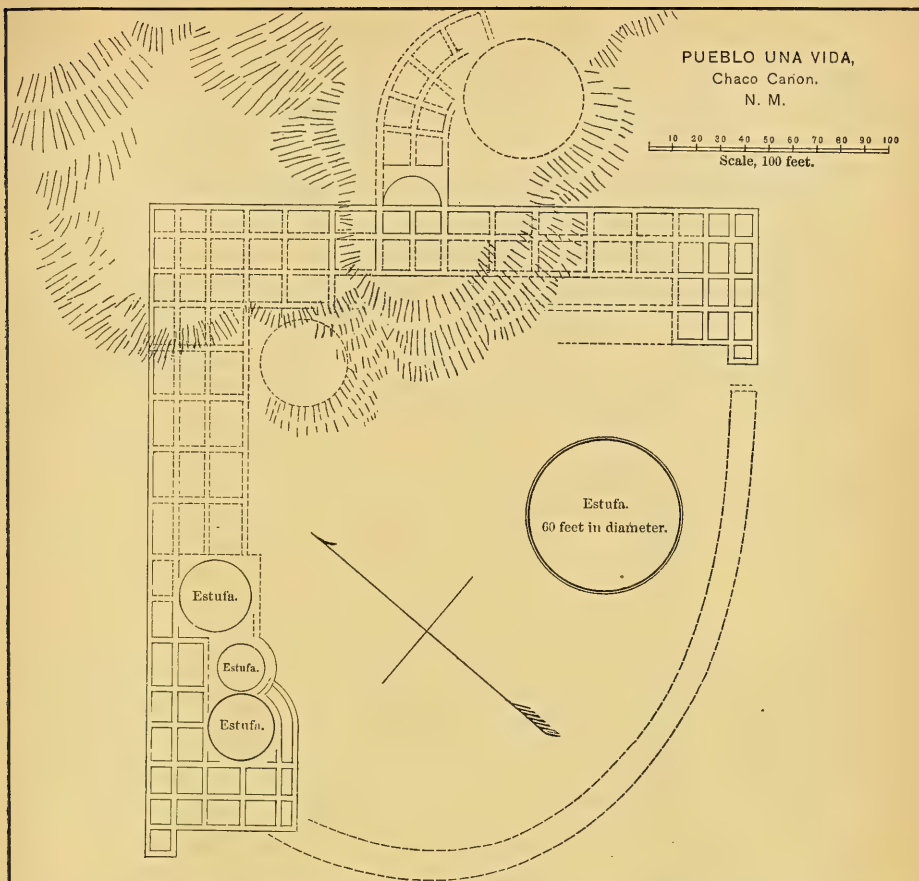 PUEBLO UNA VIDA,
Chaco Cañon.
N. M.
10 20 30 40 50 60 70 80 90 100
Scale, 100 feet.
Estufa.
60 feet in diameter.
Estufa.
Estufa.
Estufa.